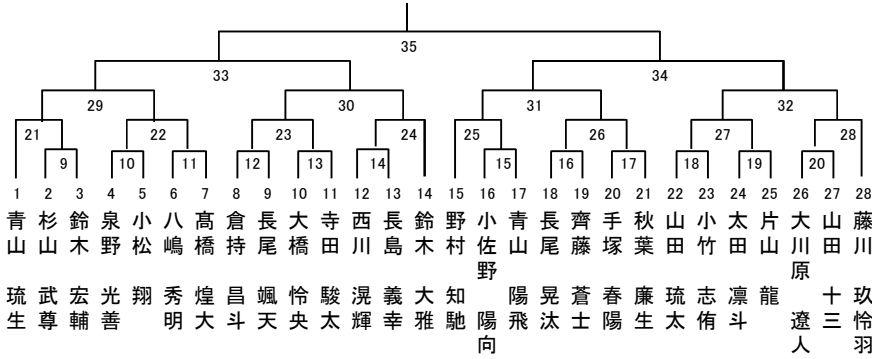 35
33 34
29 30 31 32
21 22 23 24 25 26 27 28
9 10 11 12 13 14 15 16 17 18 19 20
1 2 3 4 5 6 7 8 9 10 11 12 13 14 15 16 17 18 19 20 21 22 23 24 25 26 27 28
青山 琉生
杉山 武尊
鈴木 宏輔
泉野 光善
小松 翔
八嶋 秀明
髙橋 煌大
倉持 昌斗
長尾 颯天
大橋 怜央
寺田 駿太
西川 滉輝
長島 義幸
鈴木 大雅
野村 知馳
小佐野 陽向
青山 陽飛
長尾 晃汰
齊藤 蒼士
手塚 春陽
秋葉 廉生
山田 琉太
小竹 志侑
太田 凛斗
片山 龍
大川原 遼人
山田 十三
藤川 玖怜羽